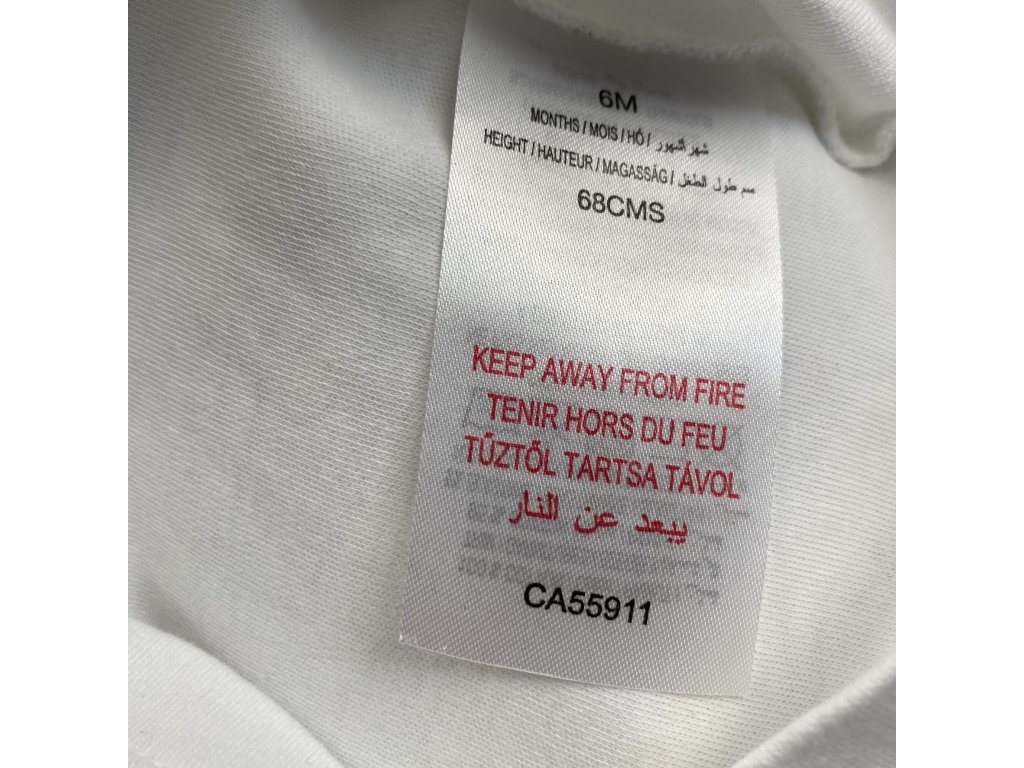 6M
MONTHS / MOIS / HÓ / شهر/شهور
HEIGHT / HAUTEUR / MAGASSÁG / سم طول الطفل
68CMS
KEEP AWAY FROM FIRE
TENIR HORS DU FEU
TŰZTŐL TARTSA TÁVOL
يبعد عن النار
CA55911